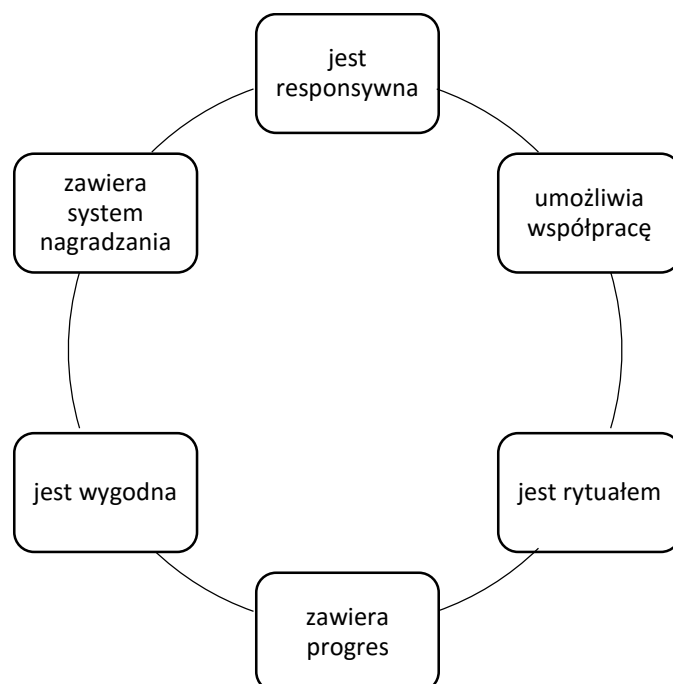 jest
responsywna
umożliwia
współpracę
jest rytuałem
zawiera
progres
jest wygodna
zawiera
system
nagradzania